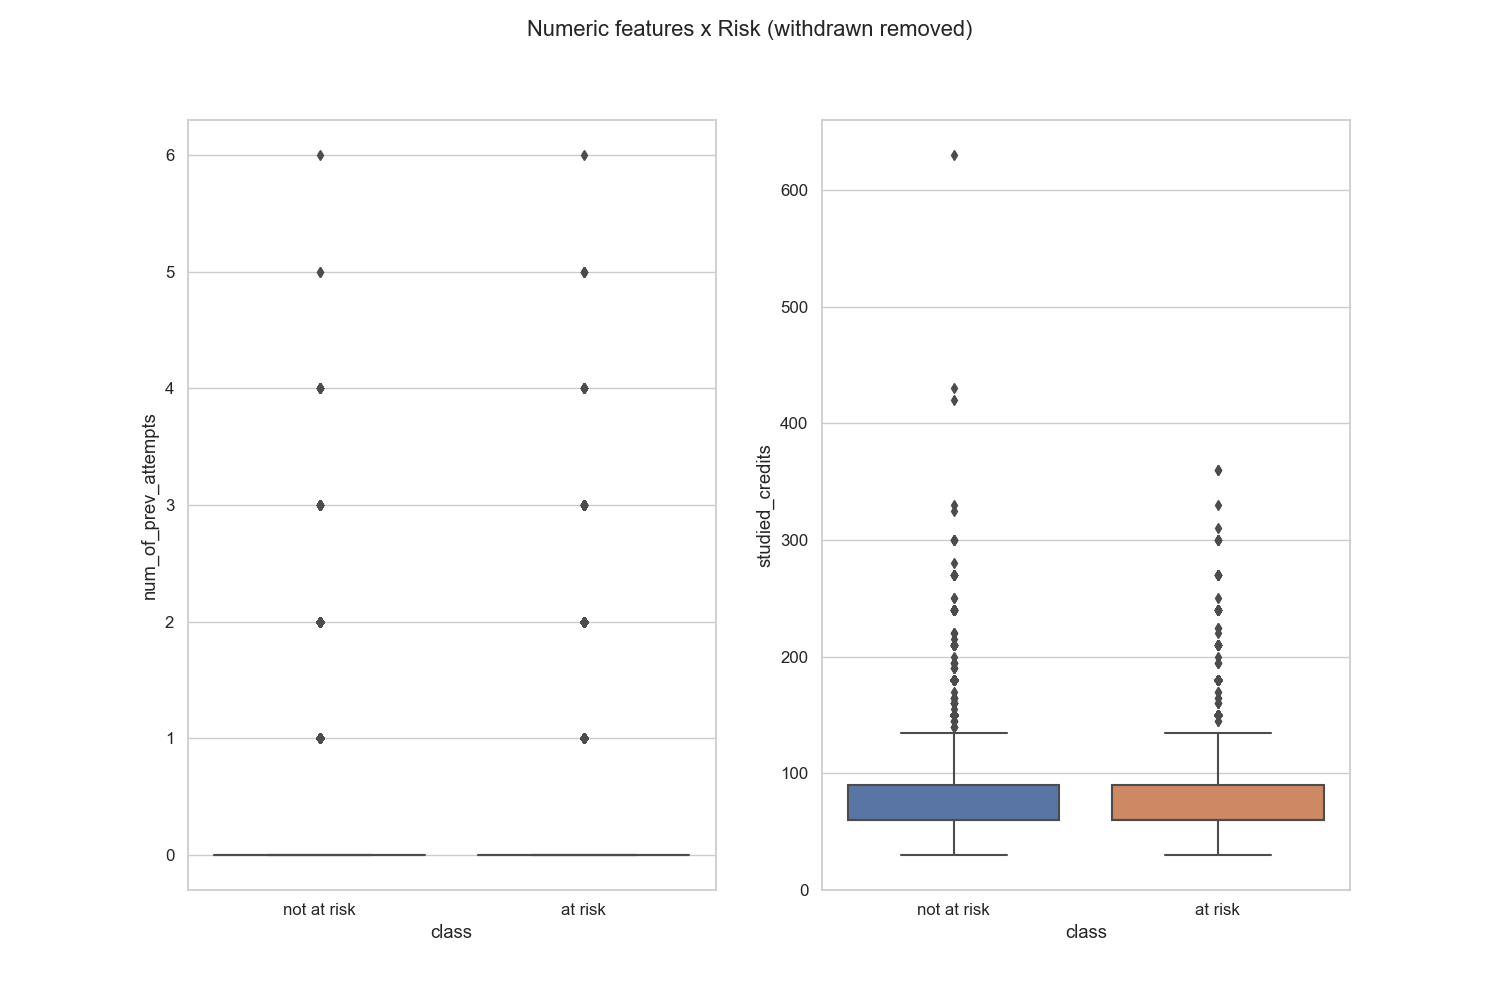 Numeric features x Risk (withdrawn removed)
num_of_prev_attempts
6
5
4
3
2
1
0
not at risk
at risk
class
studied_credits
600
500
400
300
200
100
0
not at risk
at risk
class